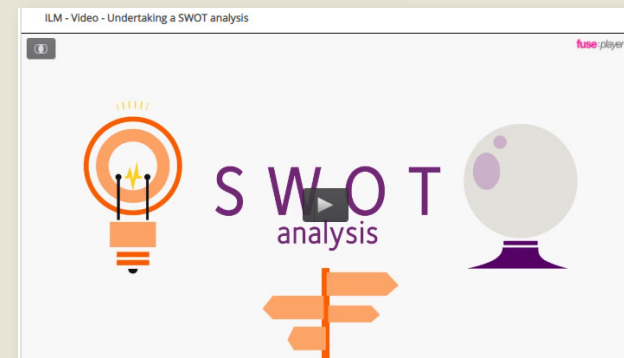 ILM - Video - Undertaking a SWOT analysis
fuse:player
SWOT
analysis